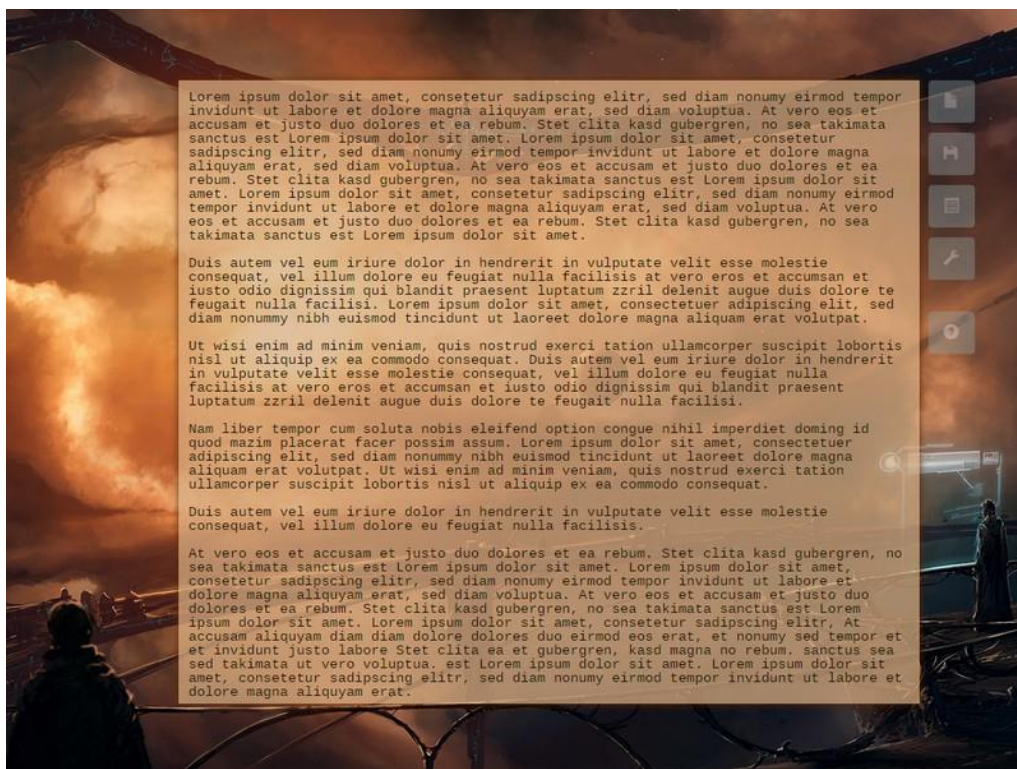 Lorem ipsum dolor sit amet, consetetur sadipscing elitr, sed diam nonumy eirmod tempor
invidunt ut labore et dolore magna aliquyam erat, sed diam voluptua. At vero eos et
accusam et justo duo dolores et ea rebum. Stet clita kasd gubergren, no sea takimata
sanctus est Lorem ipsum dolor sit amet. Lorem ipsum dolor sit amet, consetetur
sadipscing elitr, sed diam nonumy eirmod tempor invidunt ut labore et dolore magna
aliquyam erat, sed diam voluptua. At vero eos et accusam et justo duo dolores et ea
rebum. Stet clita kasd gubergren, no sea takimata sanctus est Lorem ipsum dolor sit
amet. Lorem ipsum dolor sit amet, consetetur sadipscing elitr, sed diam nonumy eirmod
tempor invidunt ut labore et dolore magna aliquyam erat, sed diam voluptua. At vero
eos et accusam et justo duo dolores et ea rebum. Stet clita kasd gubergren, no sea
takimata sanctus est Lorem ipsum dolor sit amet.
Duis autem vel eum iriure dolor in hendrerit in vulputate velit esse molestie
consequat, vel illum dolore eu feugiat nulla facilisis at vero eros et accumsan et
iusto odio dignissim qui blandit praesent luptatum zzril delenit augue duis dolore te
feugait nulla facilisi. Lorem ipsum dolor sit amet, consectetuer adipiscing elit, sed
diam nonummy nibh euismod tincidunt ut laoreet dolore magna aliquam erat volutpat.
Ut wisi enim ad minim veniam, quis nostrud exerci tation ullamcorper suscipit lobortis
nisl ut aliquip ex ea commodo consequat. Duis autem vel eum iriure dolor in hendrerit
in vulputate velit esse molestie consequat, vel illum dolore eu feugiat nulla
facilisis at vero eros et accumsan et iusto odio dignissim qui blandit praesent
luptatum zzril delenit augue duis dolore te feugait nulla facilisi.
Nam liber tempor cum soluta nobis eleifend option congue nihil imperdiet doming id
quod mazim placerat facer possim assum. Lorem ipsum dolor sit amet, consectetuer
adipiscing elit, sed diam nonummy nibh euismod tincidunt ut laoreet dolore magna
aliquam erat volutpat. Ut wisi enim ad minim veniam, quis nostrud exerci tation
ullamcorper suscipit lobortis nisl ut aliquip ex ea commodo consequat.
Duis autem vel eum iriure dolor in hendrerit in vulputate velit esse molestie
consequat, vel illum dolore eu feugiat nulla facilisis.
At vero eos et accusam et justo duo dolores et ea rebum. Stet clita kasd gubergren, no
sea takimata sanctus est Lorem ipsum dolor sit amet. Lorem ipsum dolor sit amet,
consetetur sadipscing elitr, sed diam nonumy eirmod tempor invidunt ut labore et
dolore magna aliquyam erat, sed diam voluptua. At vero eos et accusam et justo duo
dolores et ea rebum. Stet clita kasd gubergren, no sea takimata sanctus est Lorem
ipsum dolor sit amet. Lorem ipsum dolor sit amet, consetetur sadipscing elitr, At
accusam aliquyam diam diam dolore dolores duo eirmod eos erat, et nonumy sed tempor et
et invidunt justo labore Stet clita ea et gubergren, kasd magna no rebum. sanctus sea
sed takimata ut vero voluptua. est Lorem ipsum dolor sit amet. Lorem ipsum dolor sit
amet, consetetur sadipscing elitr, sed diam nonumy eirmod tempor invidunt ut labore et
dolore magna aliquyam erat.